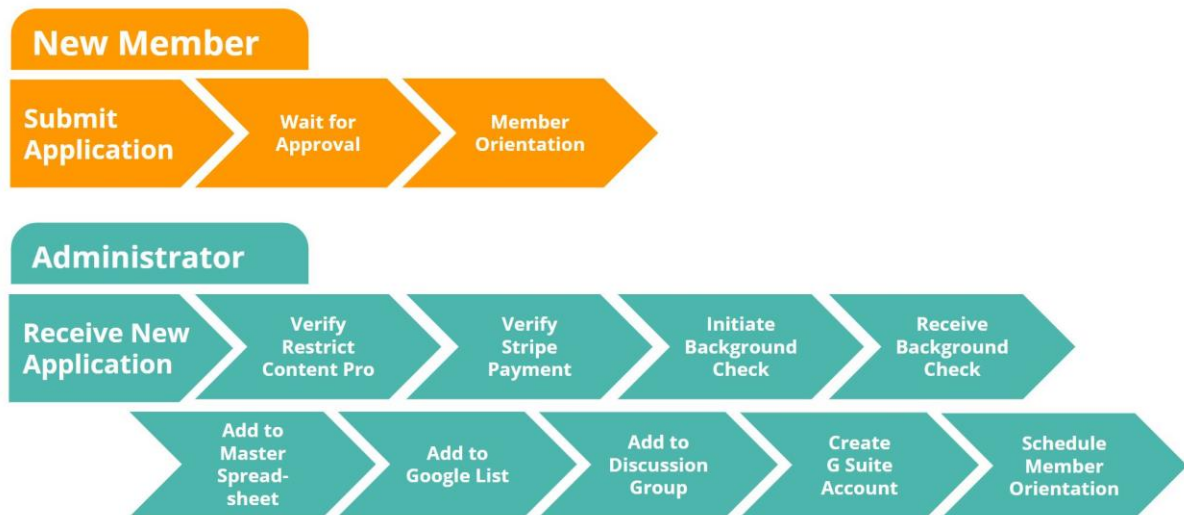 New Member
Submit
Application
Wait for
Approval
Member
Orientation
Administrator
Receive New
Application
Verify
Restrict
Content Pro
Verify
Stripe
Payment
Initiate
Background
Check
Receive
Background
Check
Add to
Master
Spread-
sheet
Add to
Google List
Add to
Discussion
Group
Create
G Suite
Account
Schedule
Member
Orientation